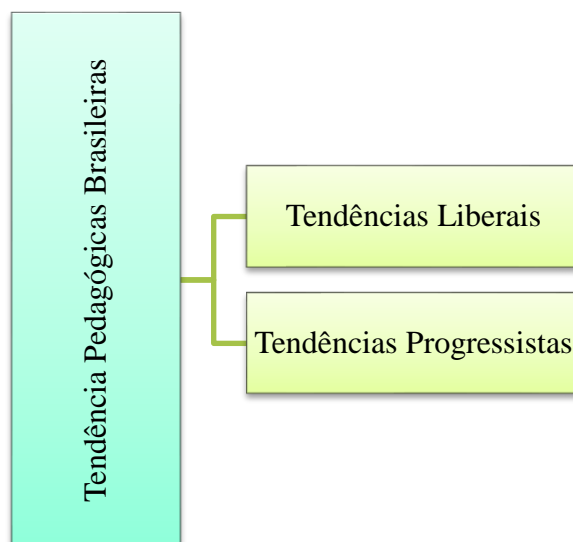 Tendência Pedagógicas Brasileiras
Tendências Liberais
Tendências Progressistas